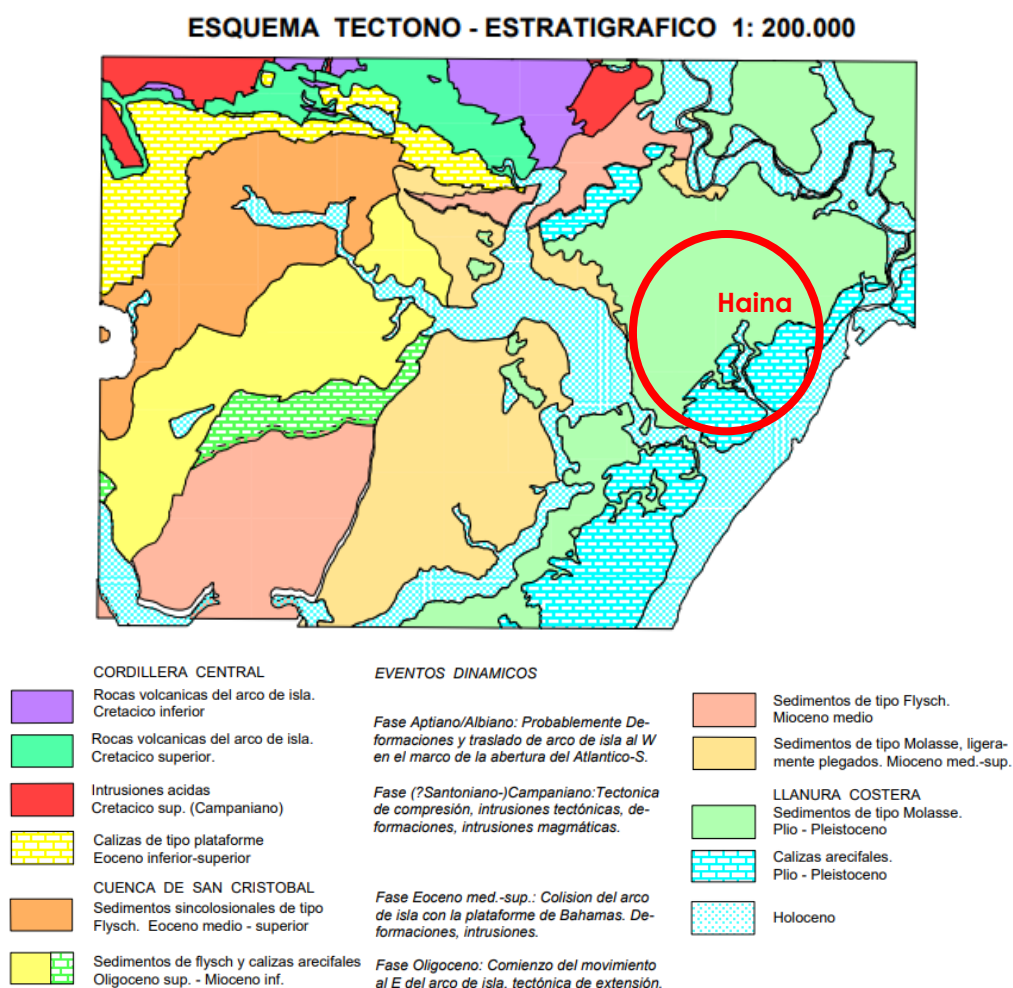 ESQUEMA TECTONO - ESTRATIGRAFICO 1: 200.000
Haina
CORDILLERA CENTRAL
Rocas volcanicas del arco de isla.
Cretacico inferior
Rocas volcanicas del arco de isla.
Cretacico superior.
Intrusiones acidas
Cretacico sup. (Campaniano)
Calizas de tipo plataforme
Eoceno inferior-superior
CUENCA DE SAN CRISTOBAL
Sedimentos sincolosionales de tipo
Flysch. Eoceno medio - superior
Sedimentos de flysch y calizas arecifales
Oligoceno sup. - Mioceno inf.
EVENTOS DINAMICOS
Fase Aptiano/Albiano: Probablemente De-
formaciones y traslado de arco de isla al W
en el marco de la abertura del Atlantico-S.
Fase (?Santoniano-)Campaniano:Tectonica
de compresión, intrusiones tectónicas, de-
formaciones, intrusiones magmáticas.
Fase Eoceno med.-sup.: Colision del arco
de isla con la plataforme de Bahamas. De-
formaciones, intrusiones.
Fase Oligoceno: Comienzo del movimiento
al E del arco de isla, tectónica de extensión.
Sedimentos de tipo Flysch.
Mioceno medio
Sedimentos de tipo Molasse, ligera-
mente plegados. Mioceno med.-sup.
LLANURA COSTERA
Sedimentos de tipo Molasse.
Plio - Pleistoceno
Calizas arecifales.
Plio - Pleistoceno
Holoceno